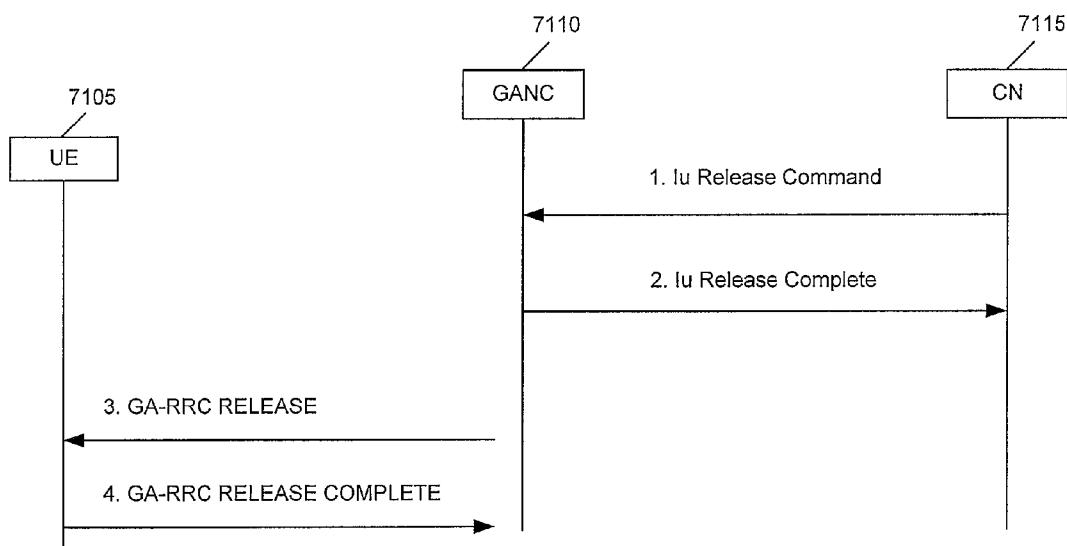 7110
7115
GANC
CN
7105
UE
1. Iu Release Command
2. Iu Release Complete
3. GA-RRC RELEASE
4. GA-RRC RELEASE COMPLETE